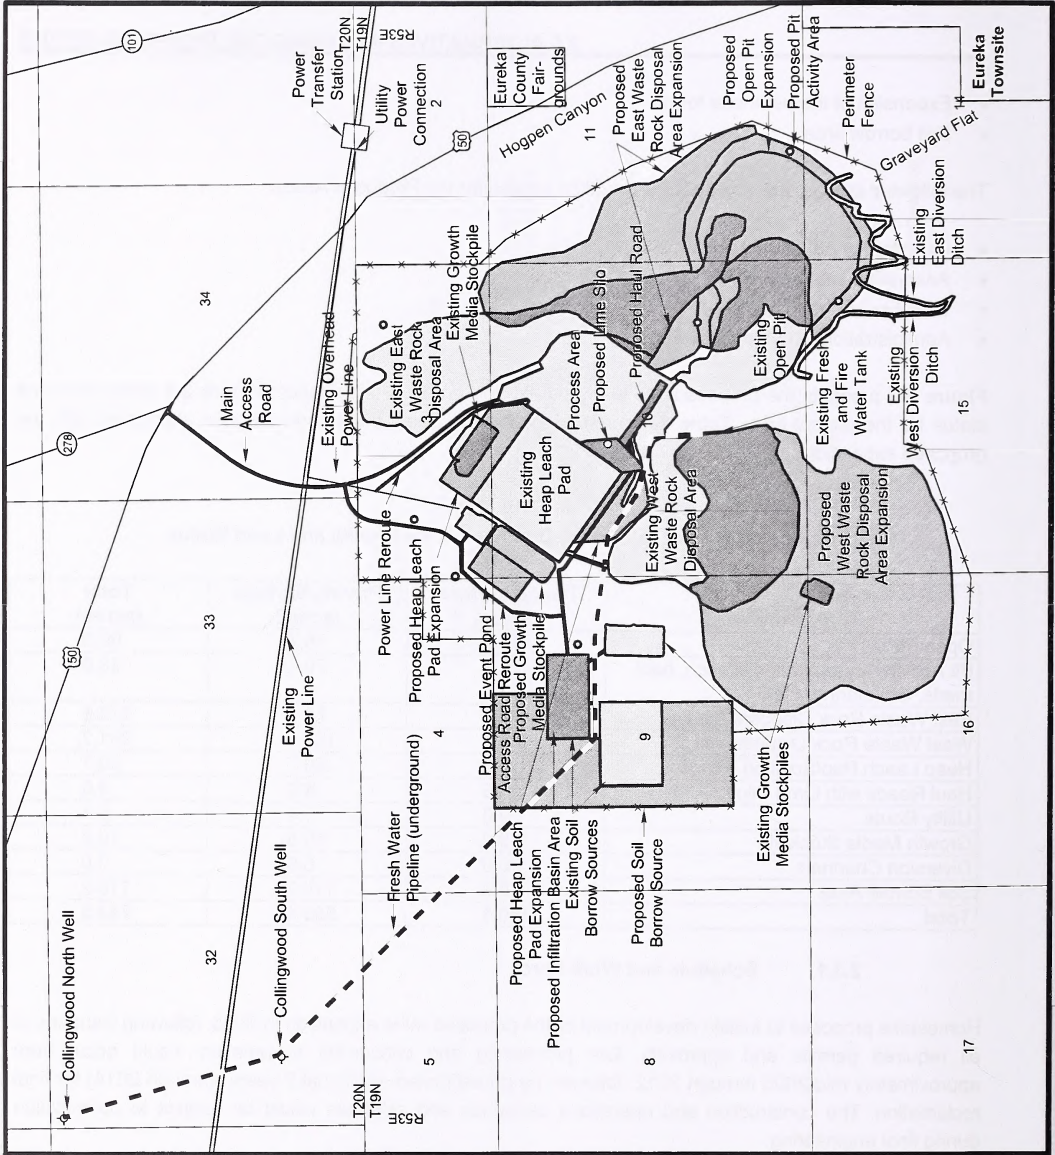 Collingwood North Well
Collingwood South Well
32
33
34
50
278
101
Existing
Power Line
Main
Access
Road
Existing Overhead
Power Line
Power
Transfer
Station
Utility
Power
Connection
2
T20N
T19N
R53E
T20N
T19N
R53E
5
4
3
Fresh Water
Pipeline (underground)
Power Line Reroute
Proposed Heap Leach
Pad Expansion
Proposed Event Pond
Access Road Reroute
Proposed Growth
Media Stockpile
Existing East
Waste Rock
Disposal Area
Existing Growth
Media Stockpile
Eureka
County
Fair-
grounds
50
Hogpen Canyon
11
Proposed
East Waste
Rock Disposal
Area Expansion
Existing
Heap Leach
Pad
Process Area
Proposed Lime Silo
Proposed Haul Road
10
Proposed Heap Leach
Pad Expansion
Proposed Infiltration Basin Area
Existing Soil
Borrow Sources
Proposed Soil
Borrow Source
8
9
Existing West
Waste Rock
Disposal Area
Existing
Open Pit
Proposed
Open Pit
Expansion
Proposed Pit
Activity Area
Perimeter
Fence
Graveyard Flat
14
Eureka
Townsite
Existing Growth
Media Stockpiles
Proposed
West Waste
Rock Disposal
Area Expansion
Existing Fresh
and Fire
Water Tank
Existing
West Diversion
Ditch
Existing
East Diversion
Ditch
17
16
15